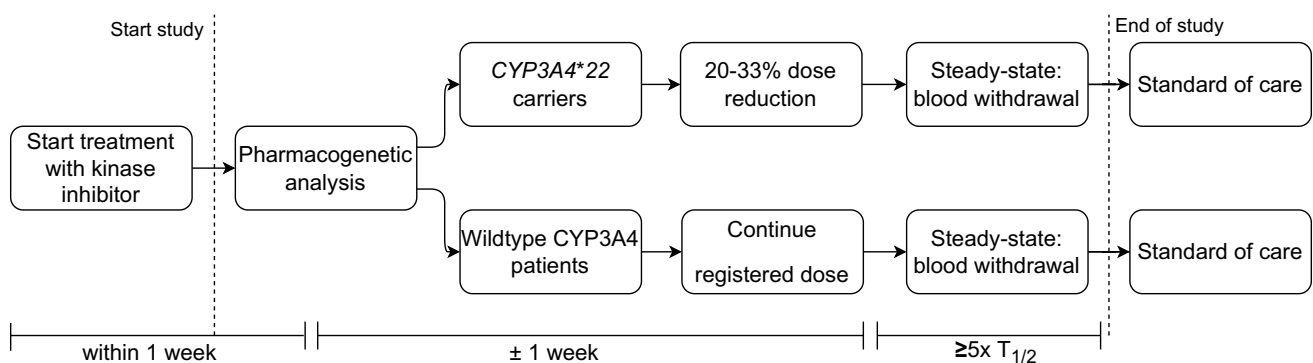 Start study
End of study
Start treatment
with kinase
inhibitor
Pharmacogenetic
analysis
CYP3A4*22
carriers
20-33% dose
reduction
Steady-state:
blood withdrawal
Standard of care
Wildtype CYP3A4
patients
Continue
registered dose
Steady-state:
blood withdrawal
Standard of care
within 1 week
± 1 week
≥5x T1/2